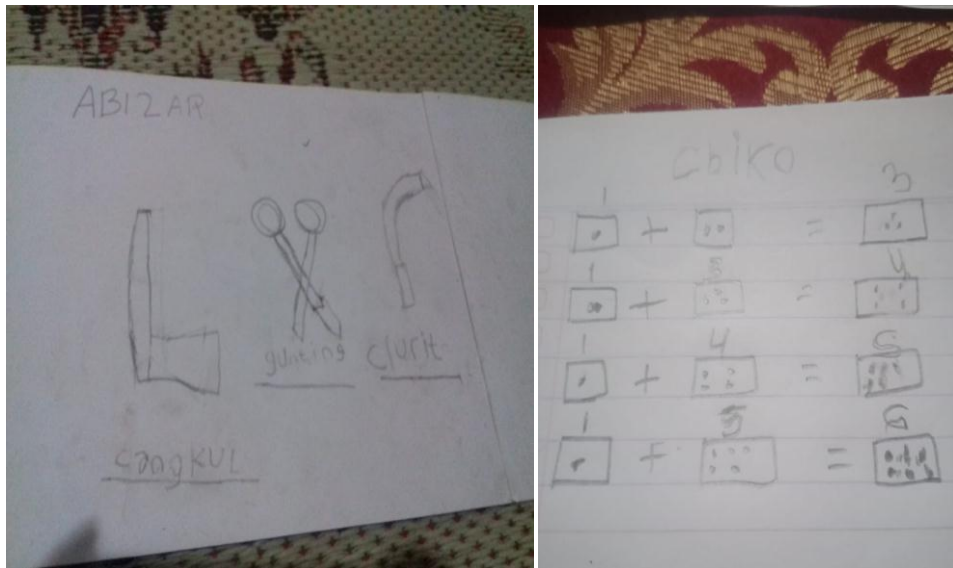 ABIZAR
gunting
clurit
cangKUL
Chiko
1 3
+ =
1 3 4
+ =
1 4 5
+ =
1 5 6
+ =